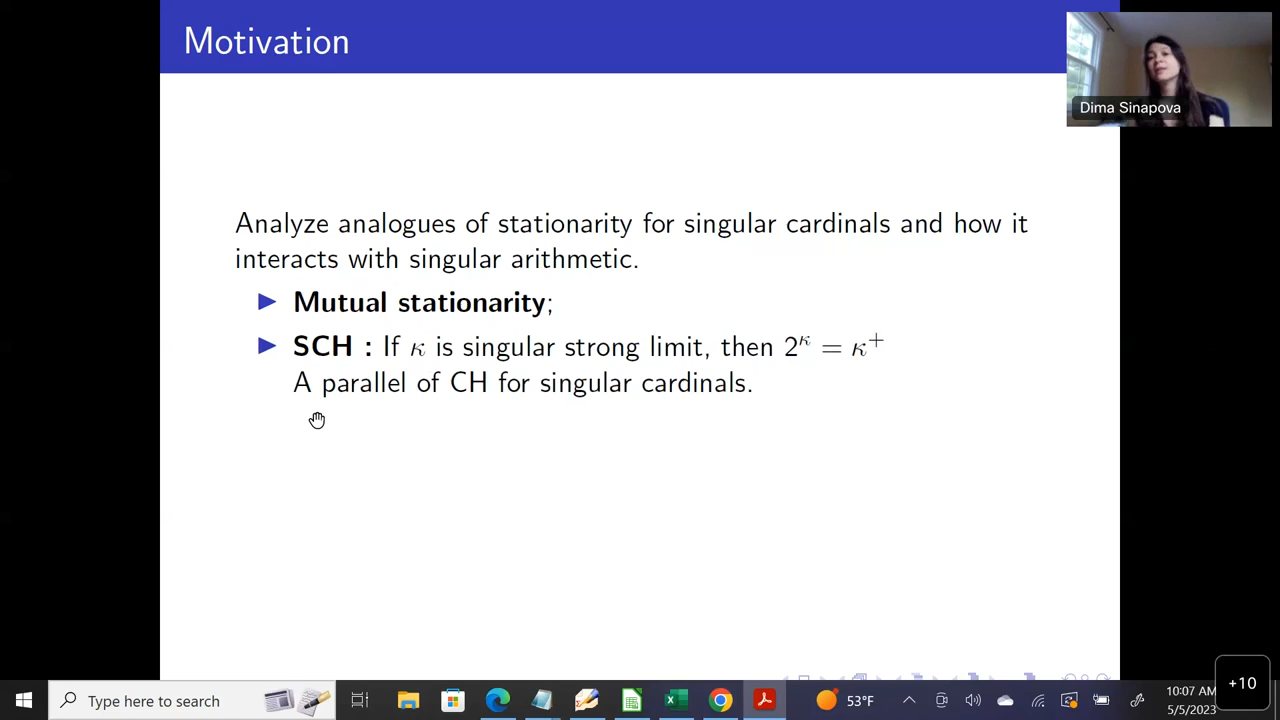 Motivation
Dima Sinapova
Analyze analogues of stationarity for singular cardinals and how it
interacts with singular arithmetic.
▶ Mutual stationarity;
▶ SCH : If κ is singular strong limit, then 2^κ = κ⁺
A parallel of CH for singular cardinals.
Type here to search
53°F
10:07 AM
5/5/2023
+10